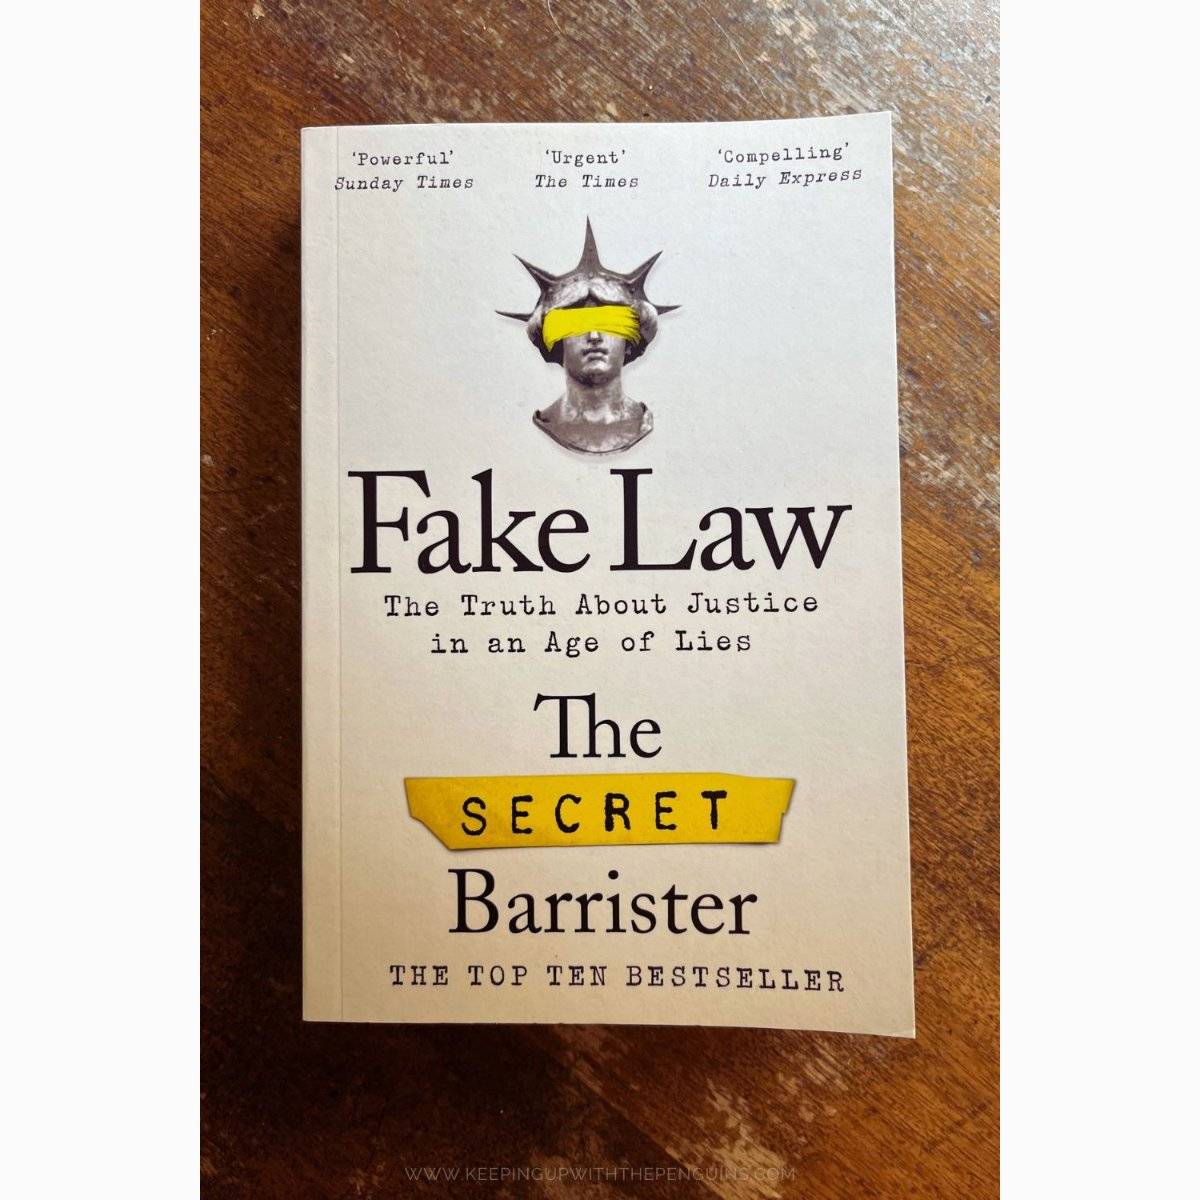 'Powerful'
Sunday Times
'Urgent'
The Times
'Compelling'
Daily Express
Fake Law
The Truth About Justice
in an Age of Lies
The
SECRET
Barrister
THE TOP TEN BESTSELLER
WWW.KEEPINGUPWITHTHEPENGUINS.COM